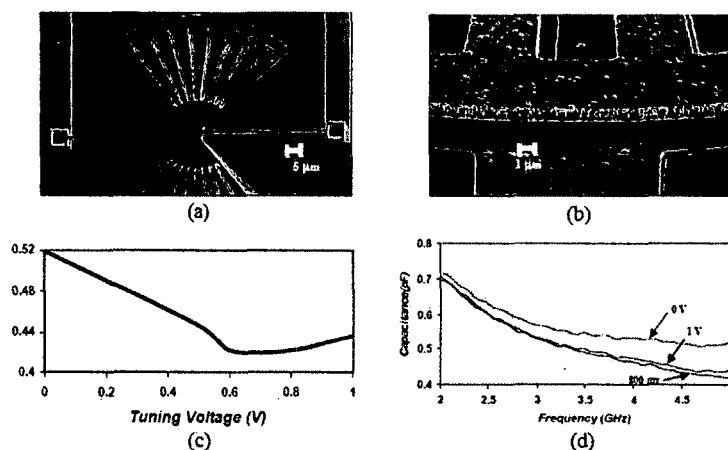 5 μm
1 μm
(a)
(b)
0.52
0.48
0.44
0.4
0
0.2
0.4
0.6
0.8
1
Tuning Voltage (V)
(c)
0.8
0.7
0.6
0.5
0.4
Capacitance(pF)
0 V
1 V
2
2.5
3
3.5
4
4.5
Frequency (GHz)
(d)